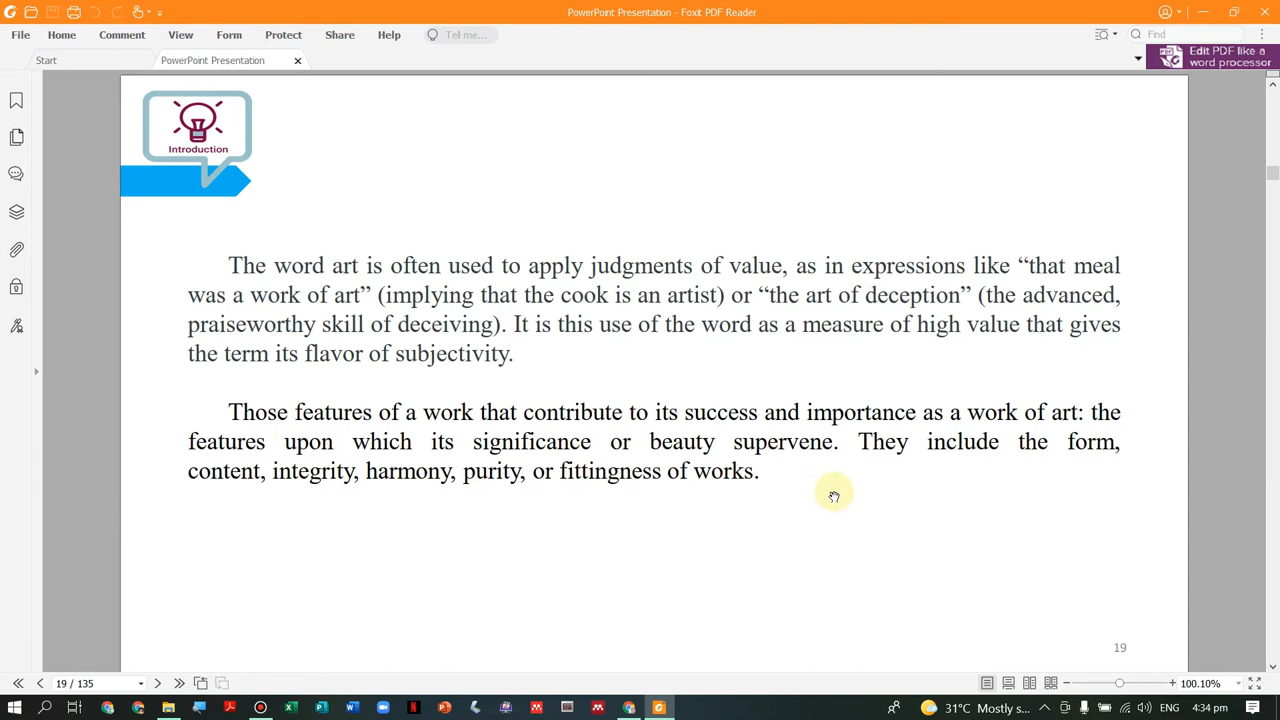 PowerPoint Presentation - Foxit PDF Reader
File Home Comment View Form Protect Share Help Tell me... Find
Start PowerPoint Presentation Edit PDF like a
word processor
Introduction
The word art is often used to apply judgments of value, as in expressions like “that meal
was a work of art” (implying that the cook is an artist) or “the art of deception” (the advanced,
praiseworthy skill of deceiving). It is this use of the word as a measure of high value that gives
the term its flavor of subjectivity.
Those features of a work that contribute to its success and importance as a work of art: the
features upon which its significance or beauty supervene. They include the form,
content, integrity, harmony, purity, or fittingness of works.
19
19 / 135 100.10%
31°C Mostly s... ENG 4:34 pm